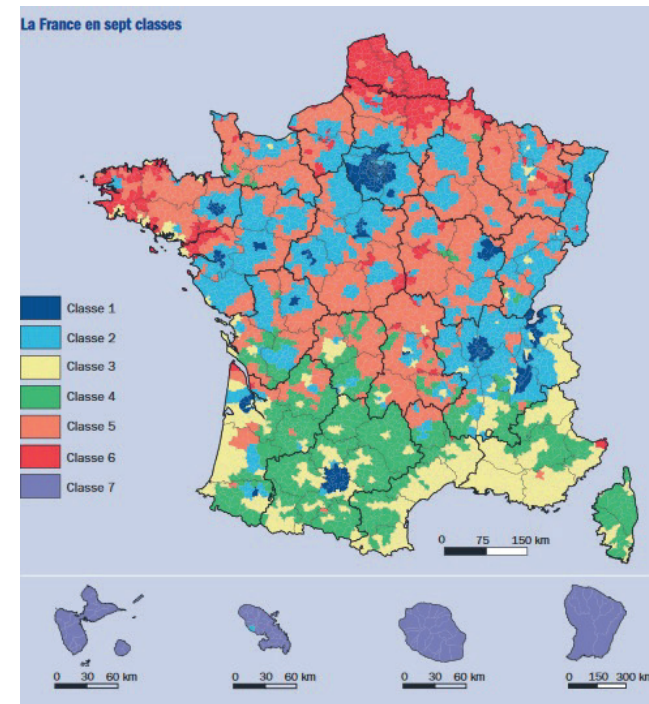 La France en sept classes
Classe 1
Classe 2
Classe 3
Classe 4
Classe 5
Classe 6
Classe 7
0 75 150 km
0 30 60 km
0 30 60 km
0 30 60 km
0 150 300 km